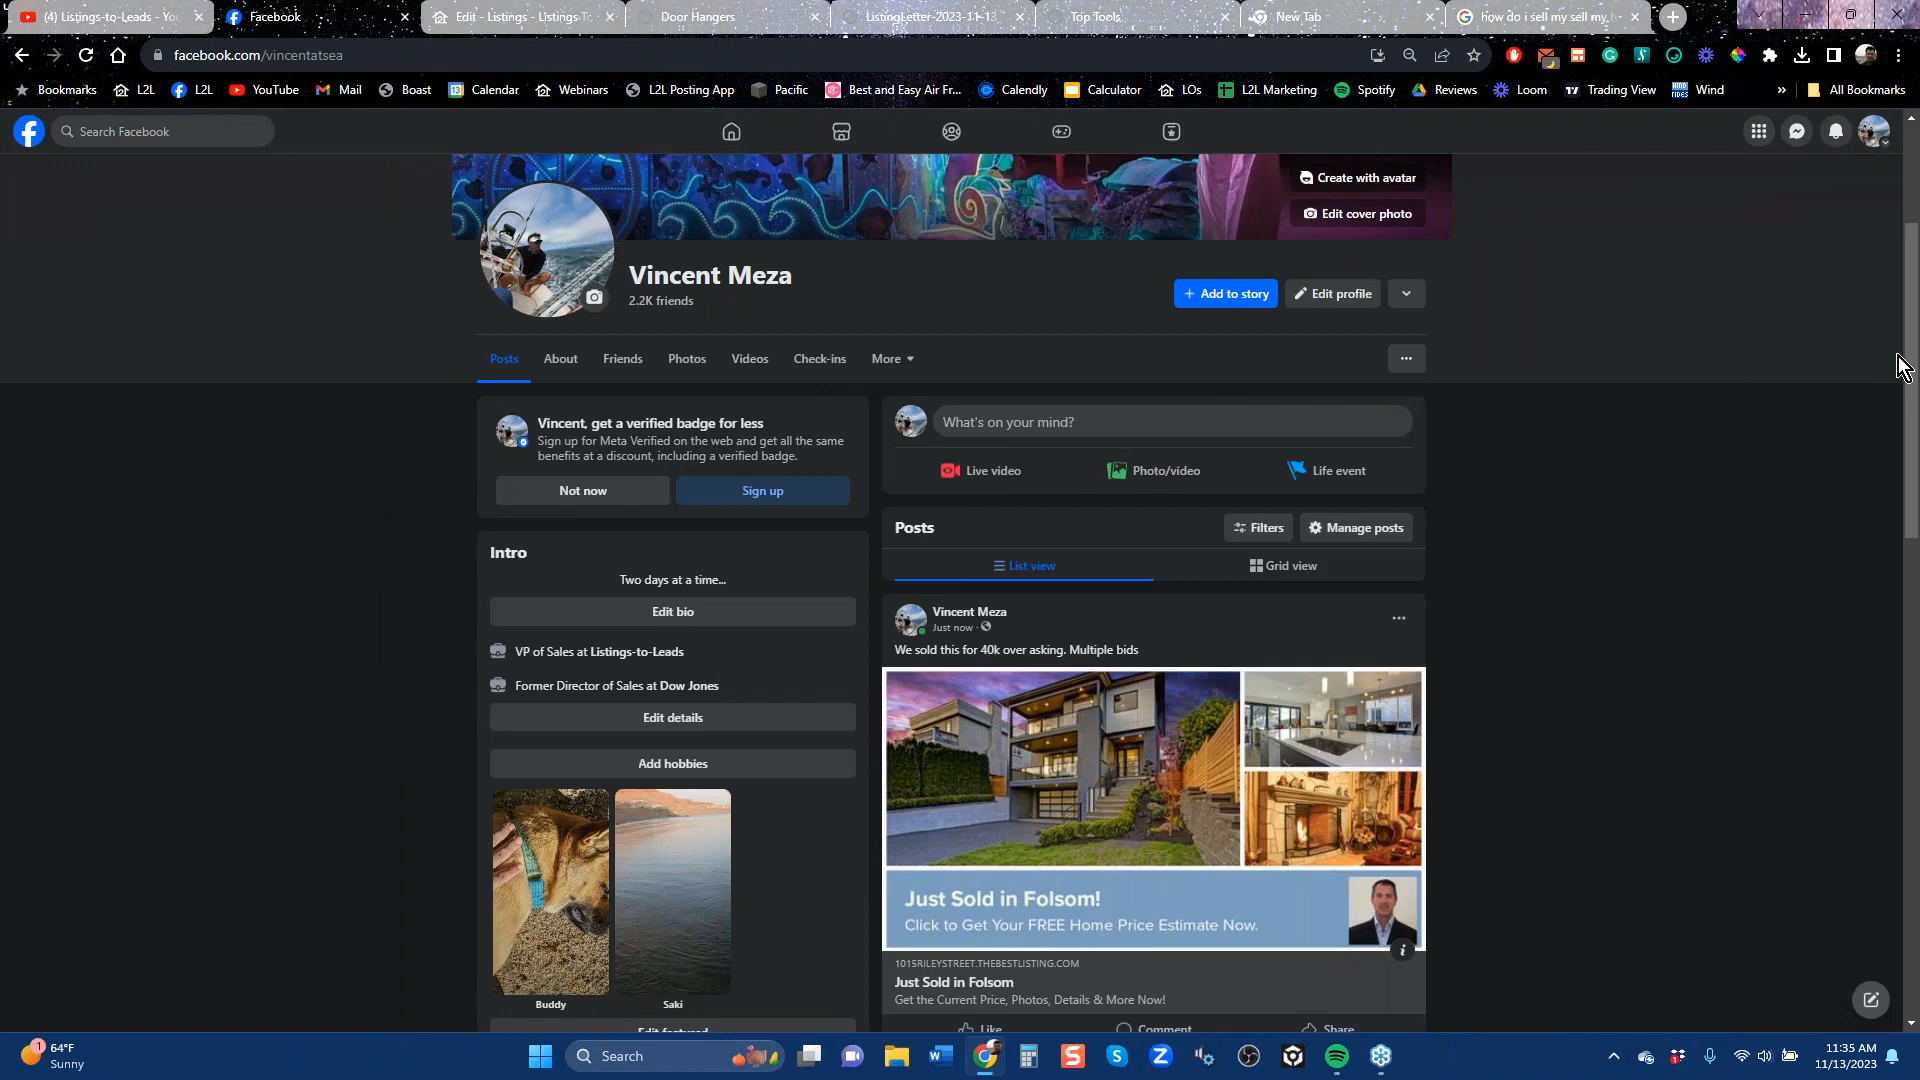 (4) Listings-to-Leads - You
Facebook
Edit - Listings - Listings To
Door Hangers
ListingLetter-2023-11-13
Top Tools
New Tab
how do i sell my sell my
facebook.com/vincentatsea
Bookmarks
L2L
L2L
YouTube
Mail
Boast
Calendar
Webinars
L2L Posting App
Pacific
Best and Easy Air Fr...
Calendly
Calculator
LOs
L2L Marketing
Spotify
Reviews
Loom
Trading View
Wind
»
All Bookmarks
Search Facebook
Create with avatar
Edit cover photo
Vincent Meza
2.2K friends
+ Add to story
Edit profile
Posts
About
Friends
Photos
Videos
Check-ins
More
Vincent, get a verified badge for less
Sign up for Meta Verified on the web and get all the same
benefits at a discount, including a verified badge.
Not now
Sign up
What's on your mind?
Live video
Photo/video
Life event
Posts
Filters
Manage posts
List view
Grid view
Intro
Two days at a time...
Edit bio
VP of Sales at Listings-to-Leads
Former Director of Sales at Dow Jones
Edit details
Add hobbies
Buddy
Saki
Edit featured
Vincent Meza
Just now ·
We sold this for 40k over asking. Multiple bids
Just Sold in Folsom!
Click to Get Your FREE Home Price Estimate Now.
1015RILEYSTREET.THEBESTLISTING.COM
Just Sold in Folsom
Get the Current Price, Photos, Details & More Now!
Like
Comment
Share
1
64°F
Sunny
Search
11:35 AM
11/13/2023